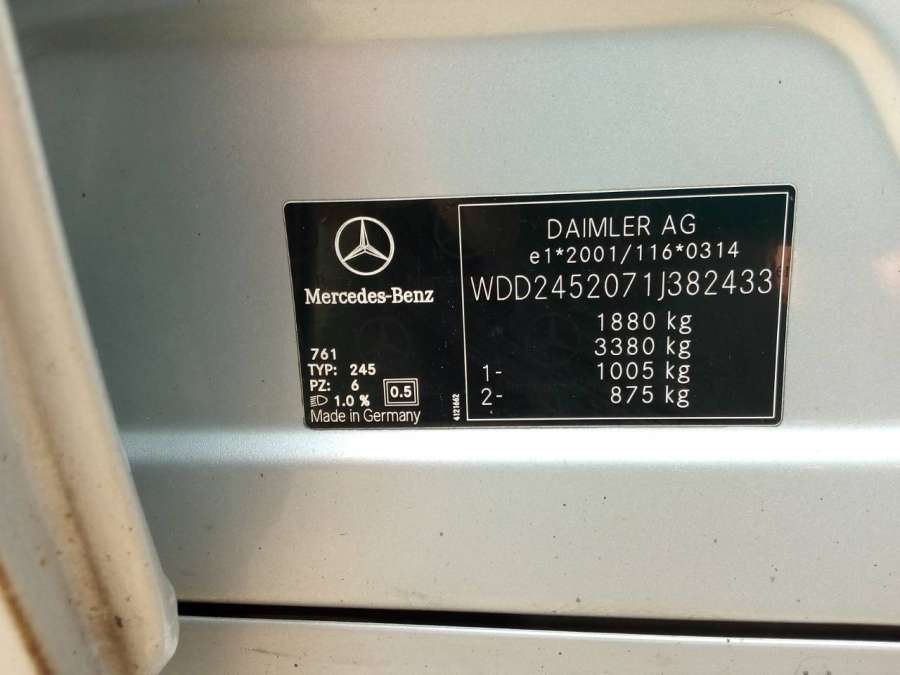 Mercedes-Benz
761
TYP: 245
PZ: 6
1.0 %
0.5
Made in Germany
4121662
DAIMLER AG
e1*2001/116*0314
WDD2452071J382433
1880 kg
3380 kg
1- 1005 kg
2- 875 kg